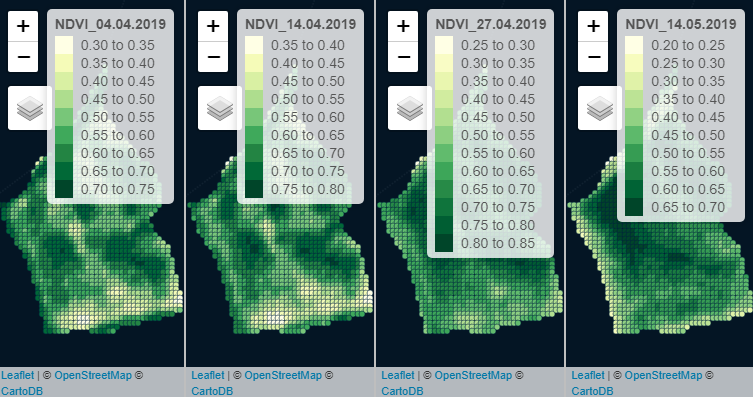 +
−
NDVI_04.04.2019
0.30 to 0.35
0.35 to 0.40
0.40 to 0.45
0.45 to 0.50
0.50 to 0.55
0.55 to 0.60
0.60 to 0.65
0.65 to 0.70
0.70 to 0.75
Leaflet | © OpenStreetMap ©
CartoDB
+
−
NDVI_14.04.2019
0.35 to 0.40
0.40 to 0.45
0.45 to 0.50
0.50 to 0.55
0.55 to 0.60
0.60 to 0.65
0.65 to 0.70
0.70 to 0.75
0.75 to 0.80
Leaflet | © OpenStreetMap ©
CartoDB
+
−
NDVI_27.04.2019
0.25 to 0.30
0.30 to 0.35
0.35 to 0.40
0.40 to 0.45
0.45 to 0.50
0.50 to 0.55
0.55 to 0.60
0.60 to 0.65
0.65 to 0.70
0.70 to 0.75
0.75 to 0.80
0.80 to 0.85
Leaflet | © OpenStreetMap ©
CartoDB
+
−
NDVI_14.05.2019
0.20 to 0.25
0.25 to 0.30
0.30 to 0.35
0.35 to 0.40
0.40 to 0.45
0.45 to 0.50
0.50 to 0.55
0.55 to 0.60
0.60 to 0.65
0.65 to 0.70
Leaflet | © OpenStreetMap ©
CartoDB